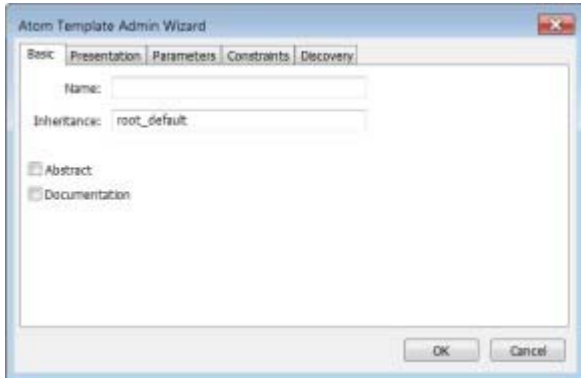 Atom Template Admin Wizard
Basic Presentation Parameters Constraints Discovery
Name:
Inheritance: root_default
Abstract
Documentation
OK Cancel